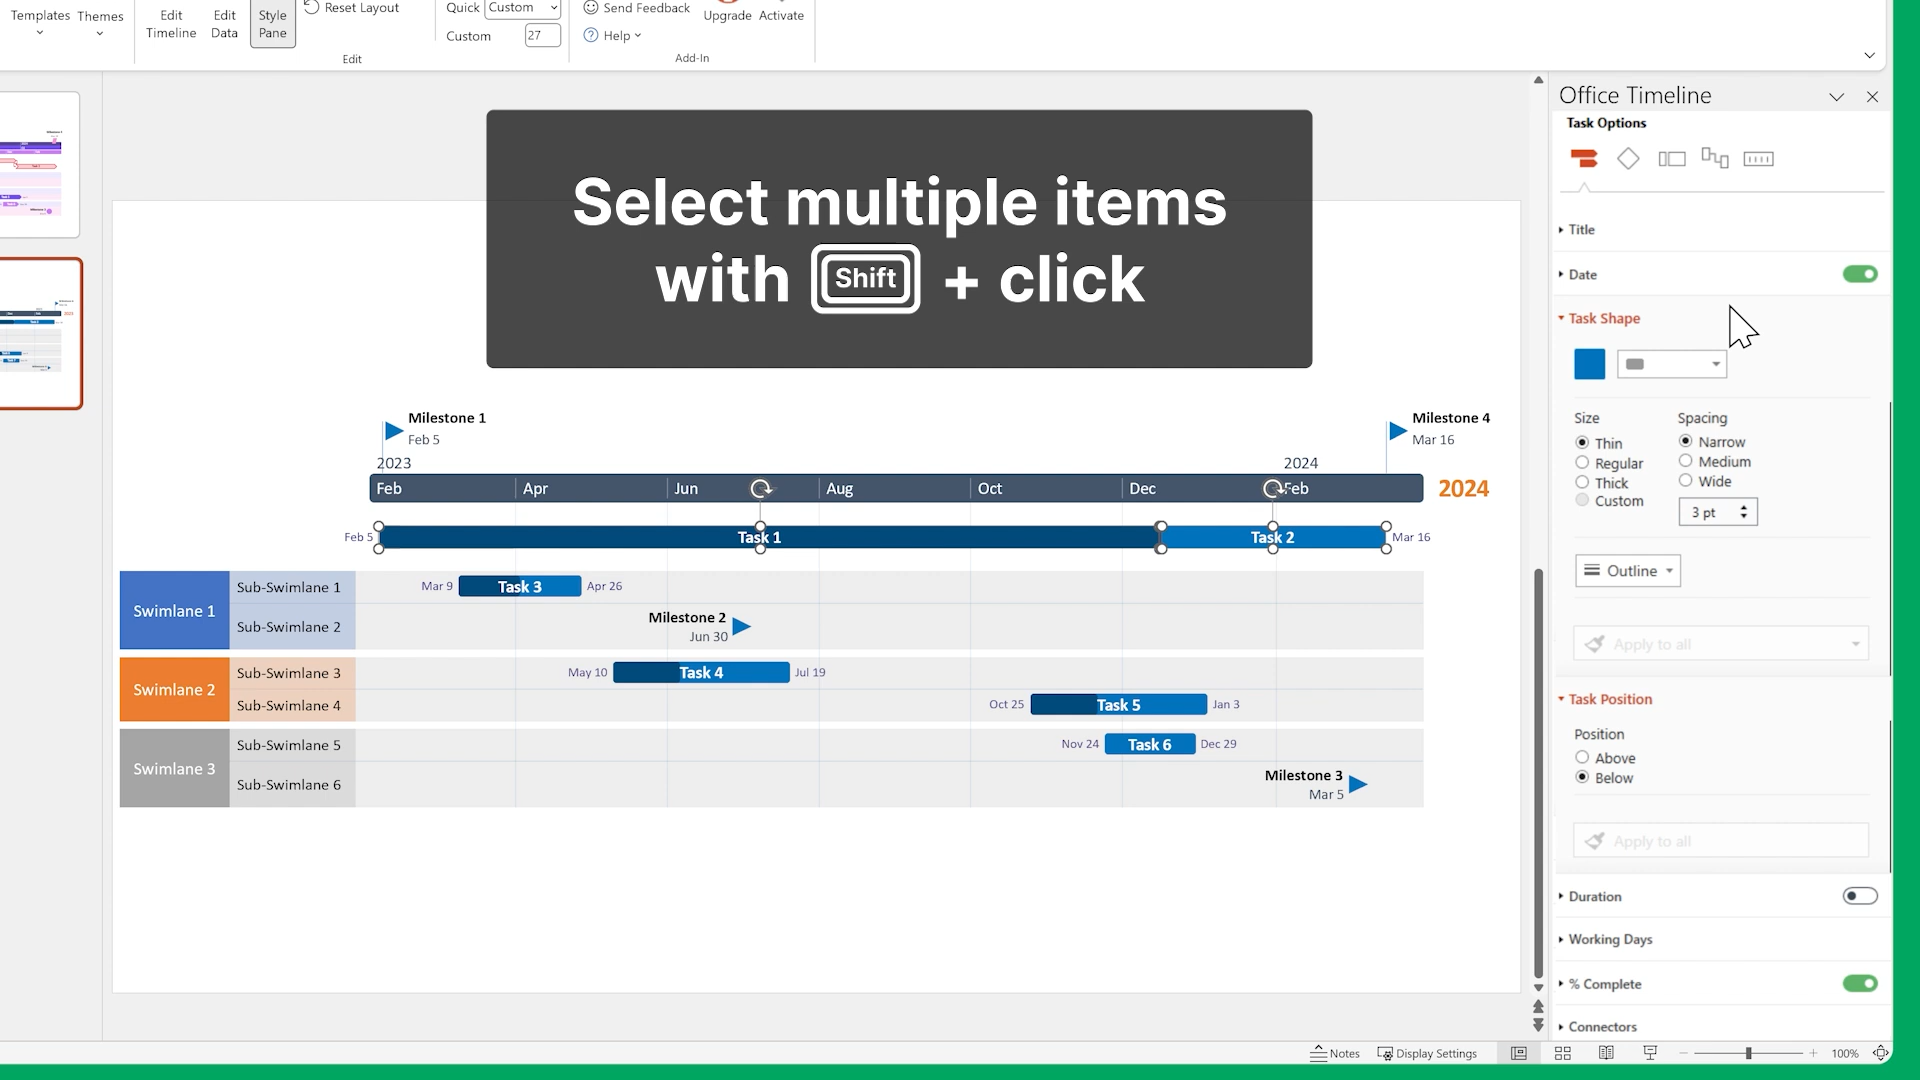 Templates
Themes
Edit
Timeline
Edit
Data
Style
Pane
Reset Layout
Edit
Quick
Custom
Custom
27
Send Feedback
Help
Upgrade
Activate
Add-In
Select multiple items
with Shift + click
Milestone 1
Feb 5
Milestone 4
Mar 16
2023
2024
Feb
Apr
Jun
Aug
Oct
Dec
Feb
2024
Feb 5
Task 1
Task 2
Mar 16
Swimlane 1
Sub-Swimlane 1
Mar 9
Task 3
Apr 26
Sub-Swimlane 2
Milestone 2
Jun 30
Swimlane 2
Sub-Swimlane 3
May 10
Task 4
Jul 19
Sub-Swimlane 4
Oct 25
Task 5
Jan 3
Swimlane 3
Sub-Swimlane 5
Nov 24
Task 6
Dec 29
Sub-Swimlane 6
Milestone 3
Mar 5
Office Timeline
Task Options
Title
Date
Task Shape
Size
Thin
Regular
Thick
Custom
Spacing
Narrow
Medium
Wide
3 pt
Outline
Apply to all
Task Position
Position
Above
Below
Apply to all
Duration
Working Days
% Complete
Connectors
Notes
Display Settings
100%